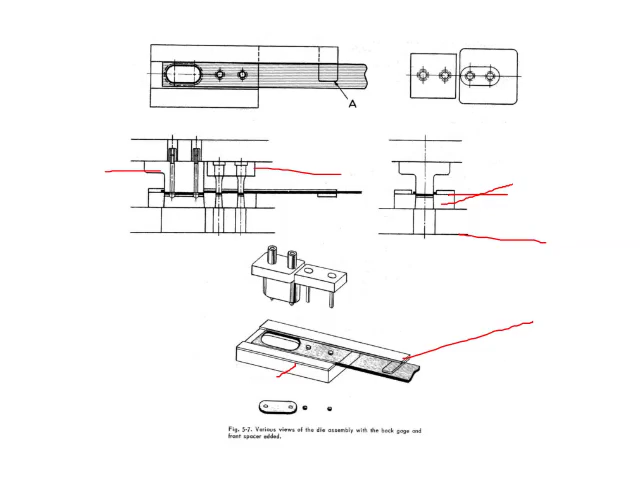 A
Fig. 5-7. Various views of the die assembly with the back gage and
front spacer added.